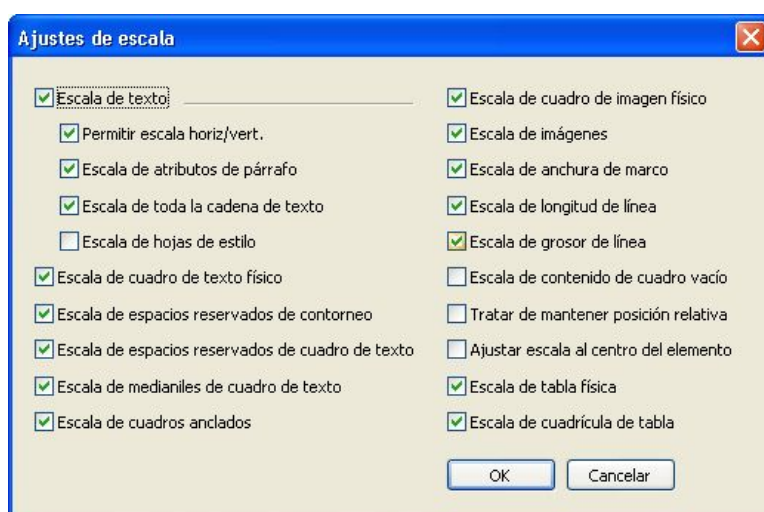 Ajustes de escala
Escala de texto
Permitir escala horiz/vert.
Escala de atributos de párrafo
Escala de toda la cadena de texto
Escala de hojas de estilo
Escala de cuadro de texto físico
Escala de espacios reservados de contorneo
Escala de espacios reservados de cuadro de texto
Escala de medianiles de cuadro de texto
Escala de cuadros anclados
Escala de cuadro de imagen físico
Escala de imágenes
Escala de anchura de marco
Escala de longitud de línea
Escala de grosor de línea
Escala de contenido de cuadro vacío
Tratar de mantener posición relativa
Ajustar escala al centro del elemento
Escala de tabla física
Escala de cuadrícula de tabla
OK
Cancelar